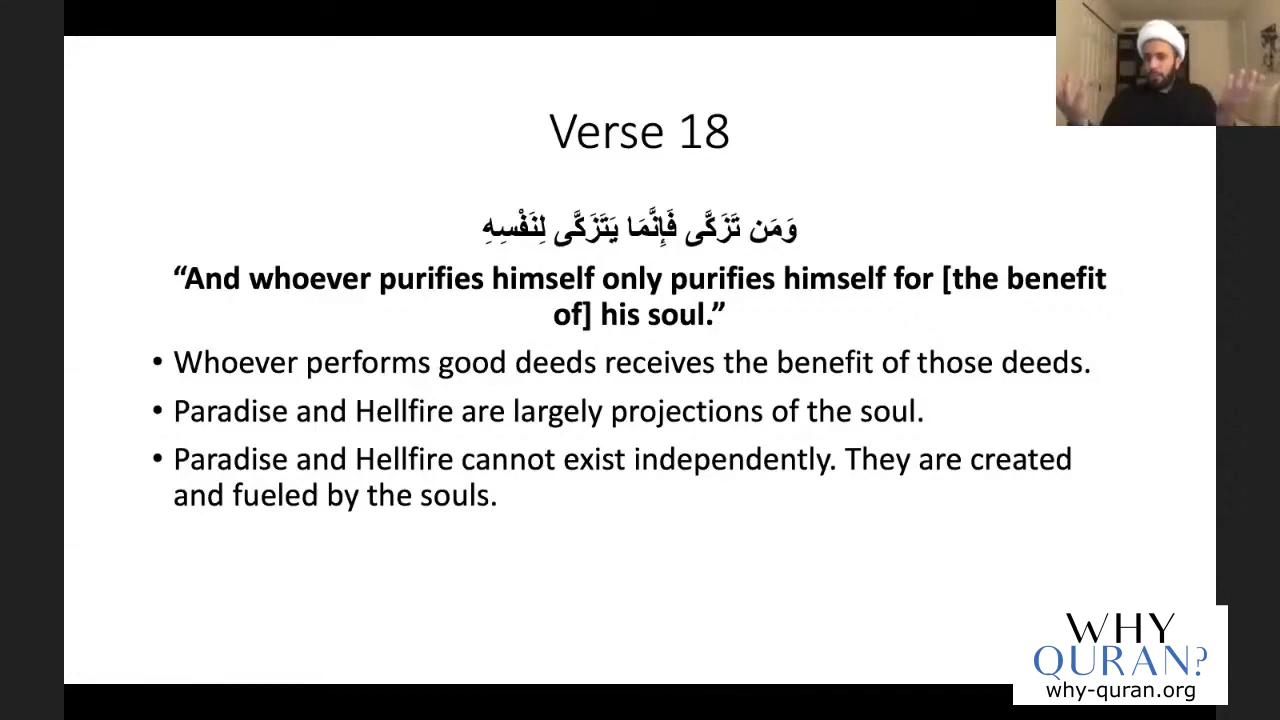 Verse 18
وَمَن تَزَكَّى فَإِنَّمَا يَتَزَكَّى لِنَفْسِهِ
“And whoever purifies himself only purifies himself for [the benefit
of] his soul.”
• Whoever performs good deeds receives the benefit of those deeds.
• Paradise and Hellfire are largely projections of the soul.
• Paradise and Hellfire cannot exist independently. They are created
and fueled by the souls.
WHY
QURAN?
why-quran.org